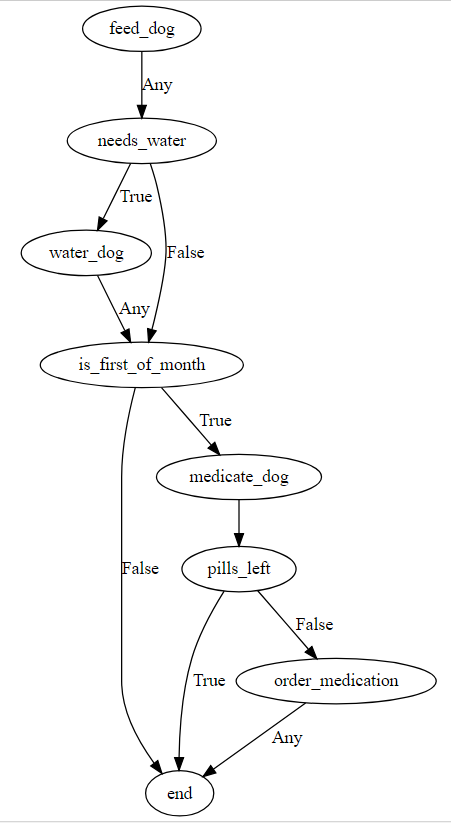 feed_dog
Any
needs_water
True
water_dog
False
Any
is_first_of_month
True
medicate_dog
False
pills_left
False
True
order_medication
Any
end